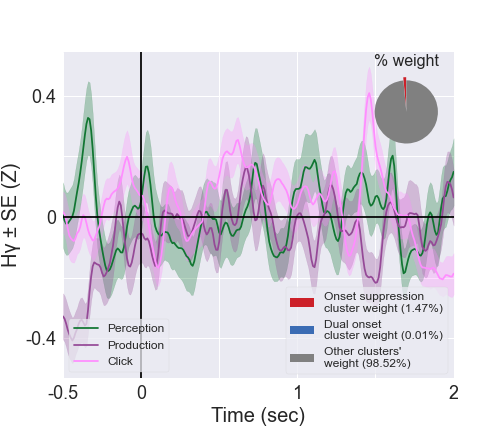 % weight
Hγ ± SE (Z)
0.4
0
-0.4
Perception
Production
Click
Onset suppression
cluster weight (1.47%)
Dual onset
cluster weight (0.01%)
Other clusters'
weight (98.52%)
-0.5
0
1
2
Time (sec)